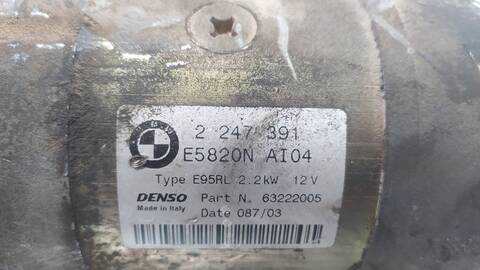 BMW
2 247 391
E5820N AI04
Type E95RL 2.2kW 12V
DENSO Part N. 63222005
Made in Italy Date 087/03